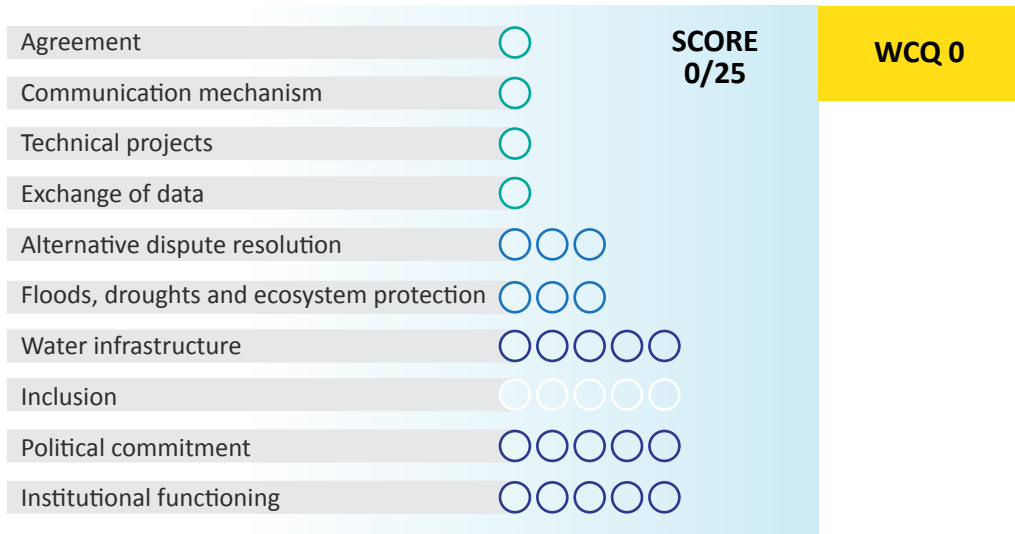 Agreement
SCORE
0/25
WCQ 0
Communication mechanism
Technical projects
Exchange of data
Alternative dispute resolution
Floods, droughts and ecosystem protection
Water infrastructure
Inclusion
Political commitment
Institutional functioning